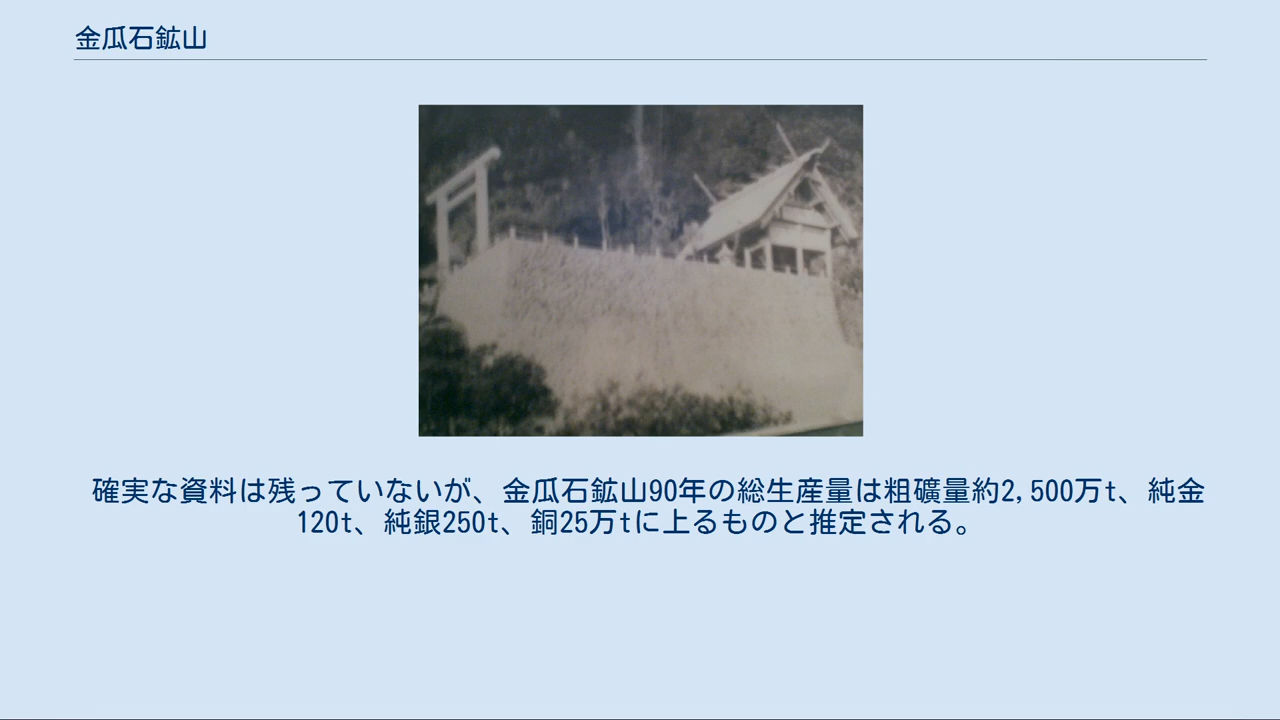 金瓜石鉱山
確実な資料は残っていないが、金瓜石鉱山90年の総生産量は粗礦量約2,500万t、純金
120t、純銀250t、銅25万tに上るものと推定される。